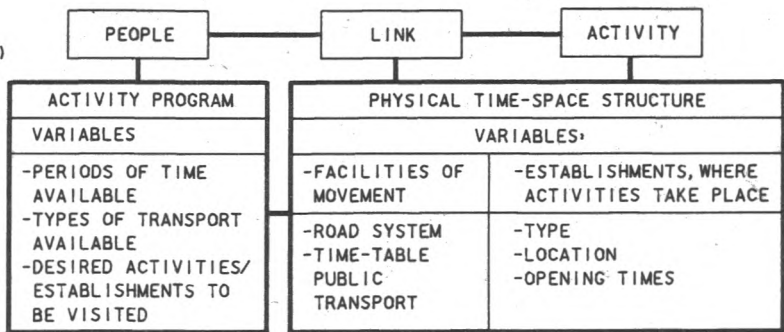 PEOPLE
LINK
ACTIVITY
)
ACTIVITY PROGRAM
VARIABLES
-PERIODS OF TIME
AVAILABLE
-TYPES OF TRANSPORT
AVAILABLE
-DESIRED ACTIVITIES/
ESTABLISHMENTS TO
BE VISITED
PHYSICAL TIME-SPACE STRUCTURE
VARIABLES:
-FACILITIES OF
MOVEMENT
-ROAD SYSTEM
-TIME-TABLE
PUBLIC
TRANSPORT
-ESTABLISHMENTS, WHERE
ACTIVITIES TAKE PLACE
-TYPE
-LOCATION
-OPENING TIMES